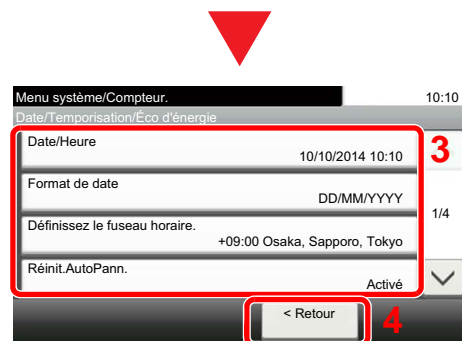 Menu système/Compteur.
10:10
Date/Temporisation/Éco d'énergie
Date/Heure
10/10/2014 10:10
3
Format de date
DD/MM/YYYY
1/4
Définissez le fuseau horaire.
+09:00 Osaka, Sapporo, Tokyo
Réinit.AutoPann.
Activé
< Retour
4